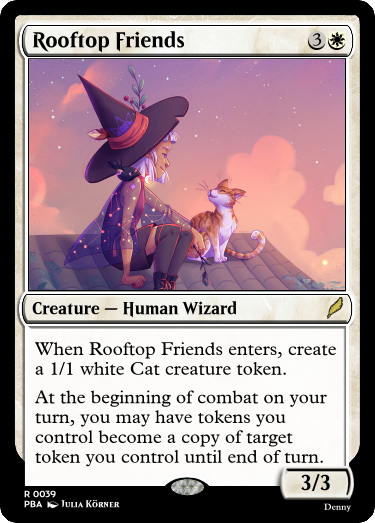 Rooftop Friends 3
Creature — Human Wizard
When Rooftop Friends enters, create
a 1/1 white Cat creature token.
At the beginning of combat on your
turn, you may have tokens you
control become a copy of target
token you control until end of turn.
3/3
R 0039
PBA Julia Körner
Denny